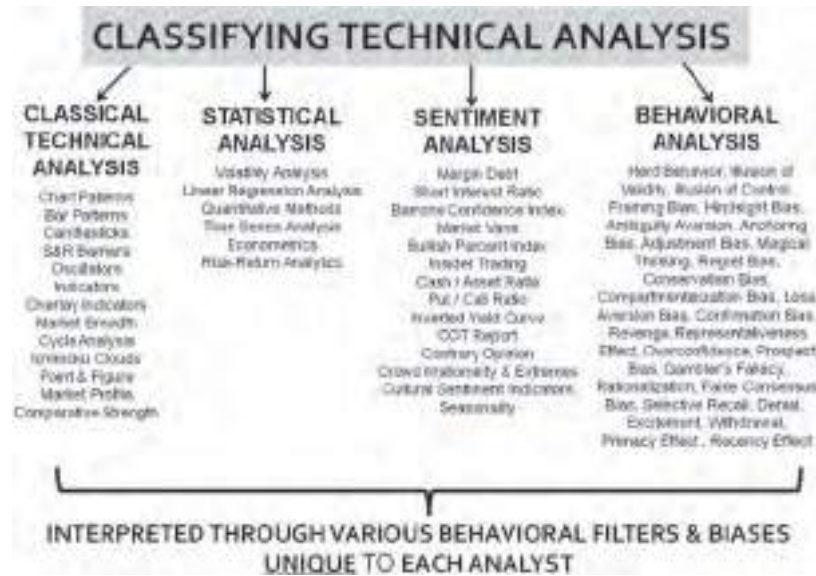 CLASSIFYING TECHNICAL ANALYSIS
CLASSICAL
TECHNICAL
ANALYSIS
Chart Patterns
Bar Patterns
Candlesticks
S&R Barriers
Oscillators
Indicators
Overlay Indicators
Market Breadth
Cycle Analysis
Ichimoku Clouds
Point & Figure
Market Profile
Comparative Strength
STATISTICAL
ANALYSIS
Volatility Analysis
Linear Regression Analysis
Quantitative Methods
Time Series Analysis
Econometrics
Risk-Return Analytics
SENTIMENT
ANALYSIS
Margin Debt
Short Interest Ratio
Barrons Confidence Index
Market Vane
Bullish Percent Index
Insider Trading
Cash / Asset Ratio
Put / Call Ratio
Inverted Yield Curve
COT Report
Contrary Opinion
Crowd Irrationality & Extremes
Cultural Sentiment Indicators,
Seasonality
BEHAVIORAL
ANALYSIS
Herd Behavior, Illusion of
Validity, Illusion of Control,
Framing Bias, Hindsight Bias,
Ambiguity Aversion, Anchoring
Bias, Adjustment Bias, Magical
Thinking, Regret Bias,
Conservation Bias,
Compartmentalization Bias, Loss
Aversion Bias, Confirmation Bias,
Revenge, Representativeness
Effect, Overconfidence, Prospect
Bias, Gambler's Fallacy,
Rationalization, False Consensus
Bias, Selective Recall, Denial,
Excitement, Withdrawal,
Primacy Effect , Recency Effect
INTERPRETED THROUGH VARIOUS BEHAVIORAL FILTERS & BIASES
UNIQUE TO EACH ANALYST